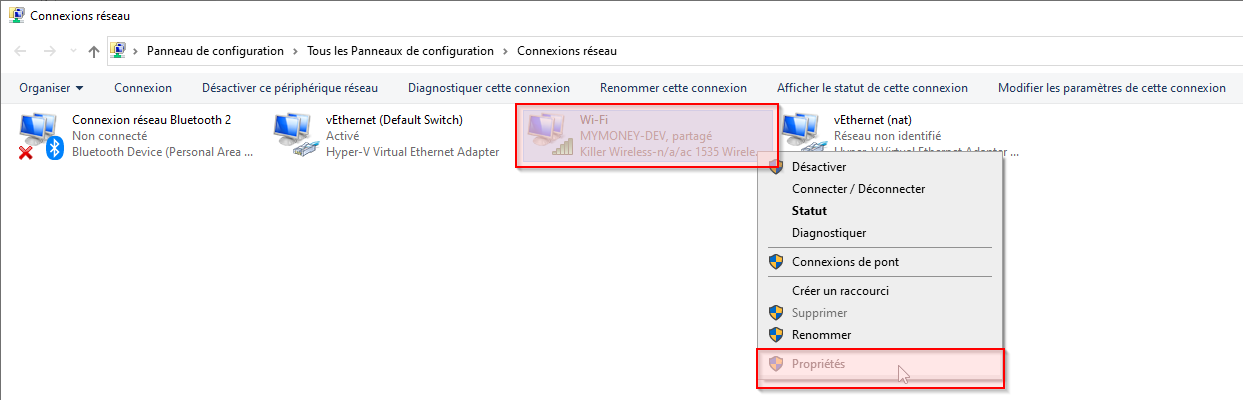 Connexions réseau
Panneau de configuration > Tous les Panneaux de configuration > Connexions réseau
Organiser Connexion Désactiver ce périphérique réseau Diagnostiquer cette connexion Renommer cette connexion Afficher le statut de cette connexion Modifier les paramètres de cette connexion
Connexion réseau Bluetooth 2
Non connecté
Bluetooth Device (Personal Area ...
vEthernet (Default Switch)
Activé
Hyper-V Virtual Ethernet Adapter
Wi-Fi
MYMONEY-DEV, partagé
Killer Wireless-n/a/ac 1535 Wirele...
vEthernet (nat)
Réseau non identifié
Hyper-V Virtual Ethernet Adapter ...
Désactiver
Connecter / Déconnecter
Statut
Diagnostiquer
Connexions de pont
Créer un raccourci
Supprimer
Renommer
Propriétés